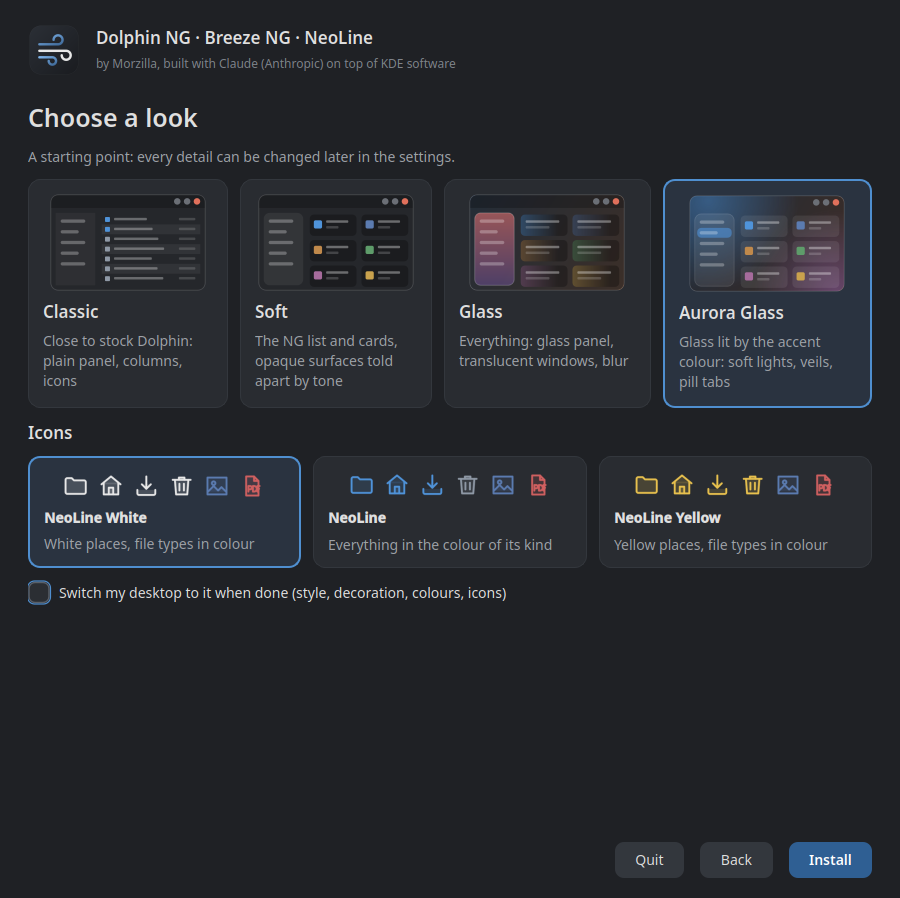 Dolphin NG · Breeze NG · NeoLine
by Morzilla, built with Claude (Anthropic) on top of KDE software
Choose a look
A starting point: every detail can be changed later in the settings.
Classic
Close to stock Dolphin:
plain panel, columns,
icons
Soft
The NG list and cards,
opaque surfaces told
apart by tone
Glass
Everything: glass panel,
translucent windows, blur
Aurora Glass
Glass lit by the accent
colour: soft lights, veils,
pill tabs
Icons
PD
NeoLine White
White places, file types in colour
PD
NeoLine
Everything in the colour of its kind
PD
NeoLine Yellow
Yellow places, file types in colour
Switch my desktop to it when done (style, decoration, colours, icons)
Quit
Back
Install